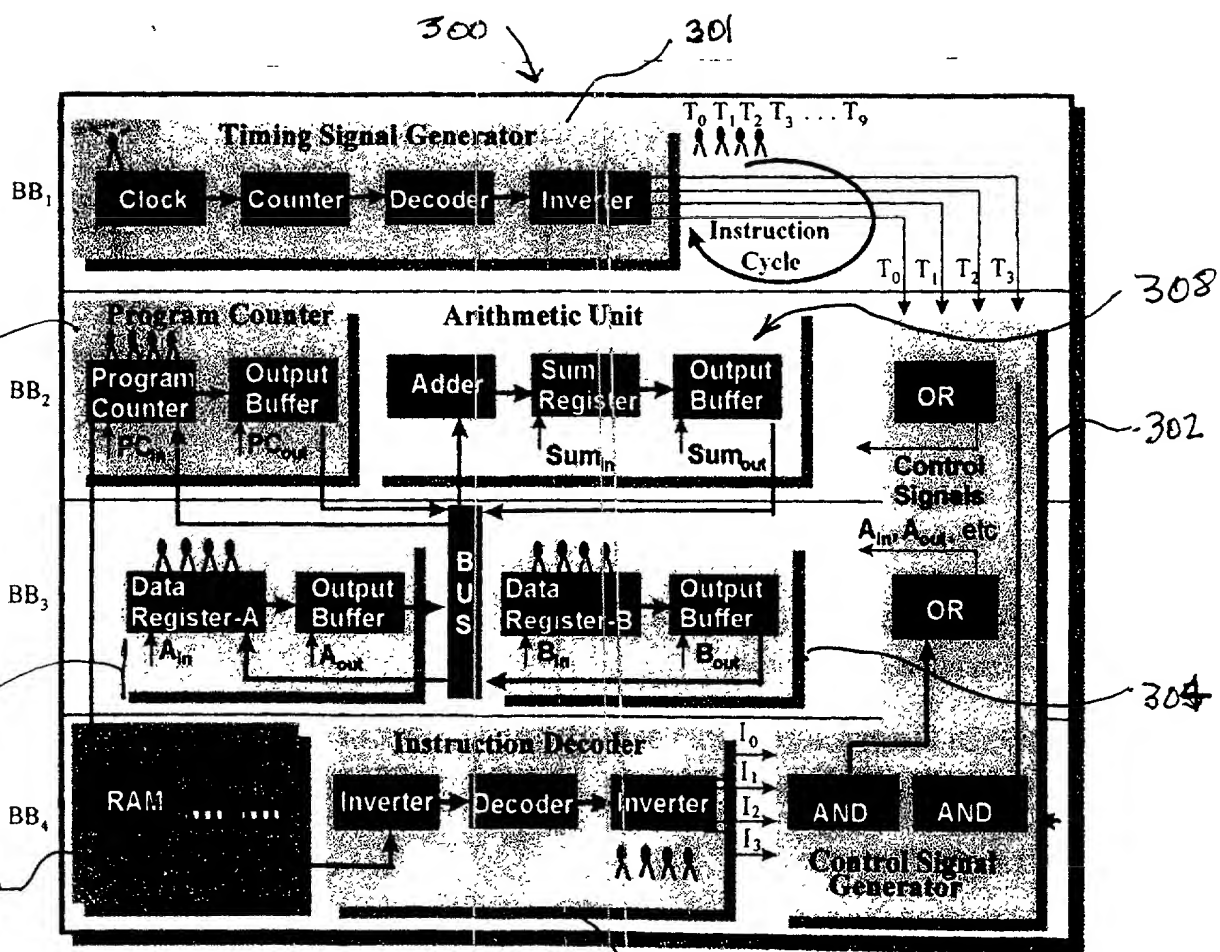 300
301
T0 T1 T2 T3 ... T9
Timing Signal Generator
BB1
Clock
Counter
Decoder
Inverter
Instruction
Cycle
T0 T1 T2 T3
308
Program Counter
Arithmetic Unit
BB2
Program
Counter
Output
Buffer
Adder
Sum
Register
Output
Buffer
OR
302
PCin
PCout
Sumin
Sumout
Control
Signals
Ain, Aout, etc
BB3
Data
Register-A
Output
Buffer
BUS
Data
Register-B
Output
Buffer
OR
Ain
Aout
Bin
Bout
304
Instruction Decoder
I0
I1
I2
I3
BB4
RAM
Inverter
Decoder
Inverter
AND
AND
Control Signal
Generator